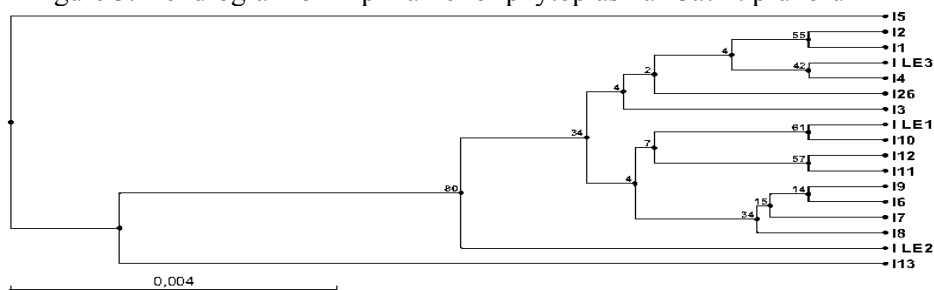 phytoplasma
I5
I2
55
I1
4
I LE3
42
I4
2
4
I26
I3
I LE1
61
34
I10
7
I12
57
I11
4
I9
80
14
I6
15
I7
34
I8
I LE2
I13
0,004